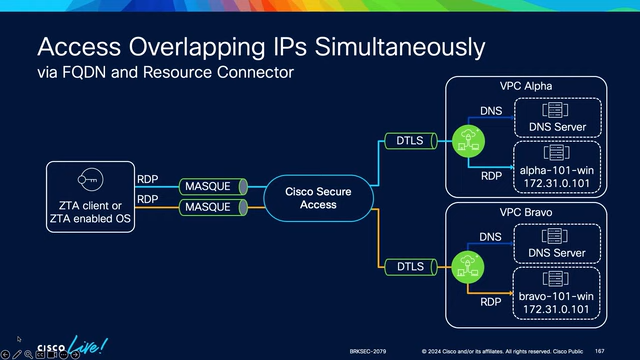 Access Overlapping IPs Simultaneously
via FQDN and Resource Connector
VPC Alpha
DNS
DNS Server
DTLS
RDP
alpha-101-win
172.31.0.101
RDP
MASQUE
RDP
MASQUE
ZTA client or
ZTA enabled OS
Cisco Secure
Access
VPC Bravo
DNS
DNS Server
DTLS
RDP
bravo-101-win
172.31.0.101
CISCO Live!
BRKSEC-2079
© 2024 Cisco and/or its affiliates. All rights reserved. Cisco Public
167